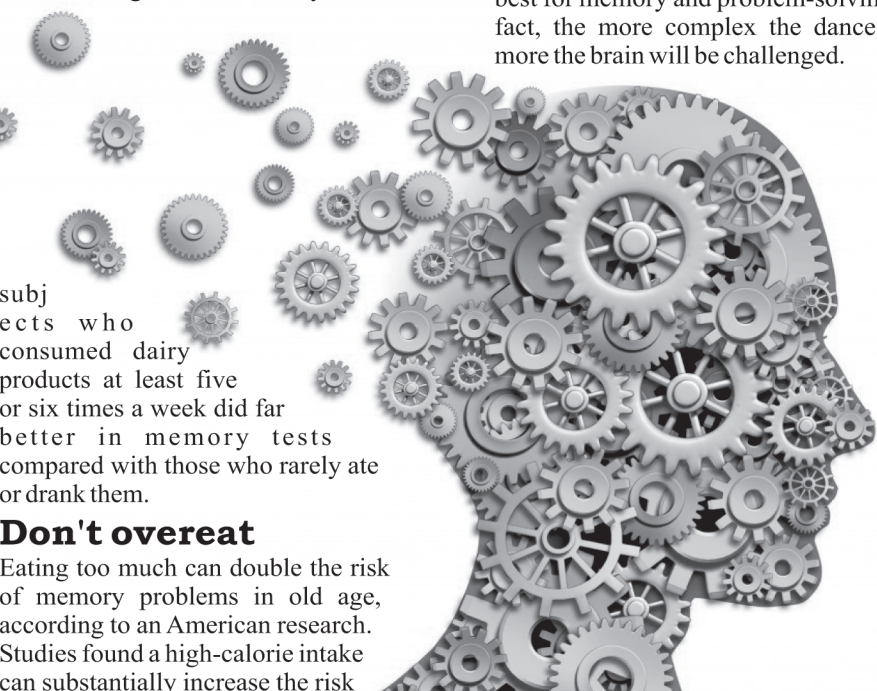 best for memory and problem-solvin
fact, the more complex the dance
more the brain will be challenged.
subj
ects who
consumed dairy
products at least five
or six times a week did far
better in memory tests
compared with those who rarely ate
or drank them.
Don't overeat
Eating too much can double the risk
of memory problems in old age,
according to an American research.
Studies found a high-calorie intake
can substantially increase the risk